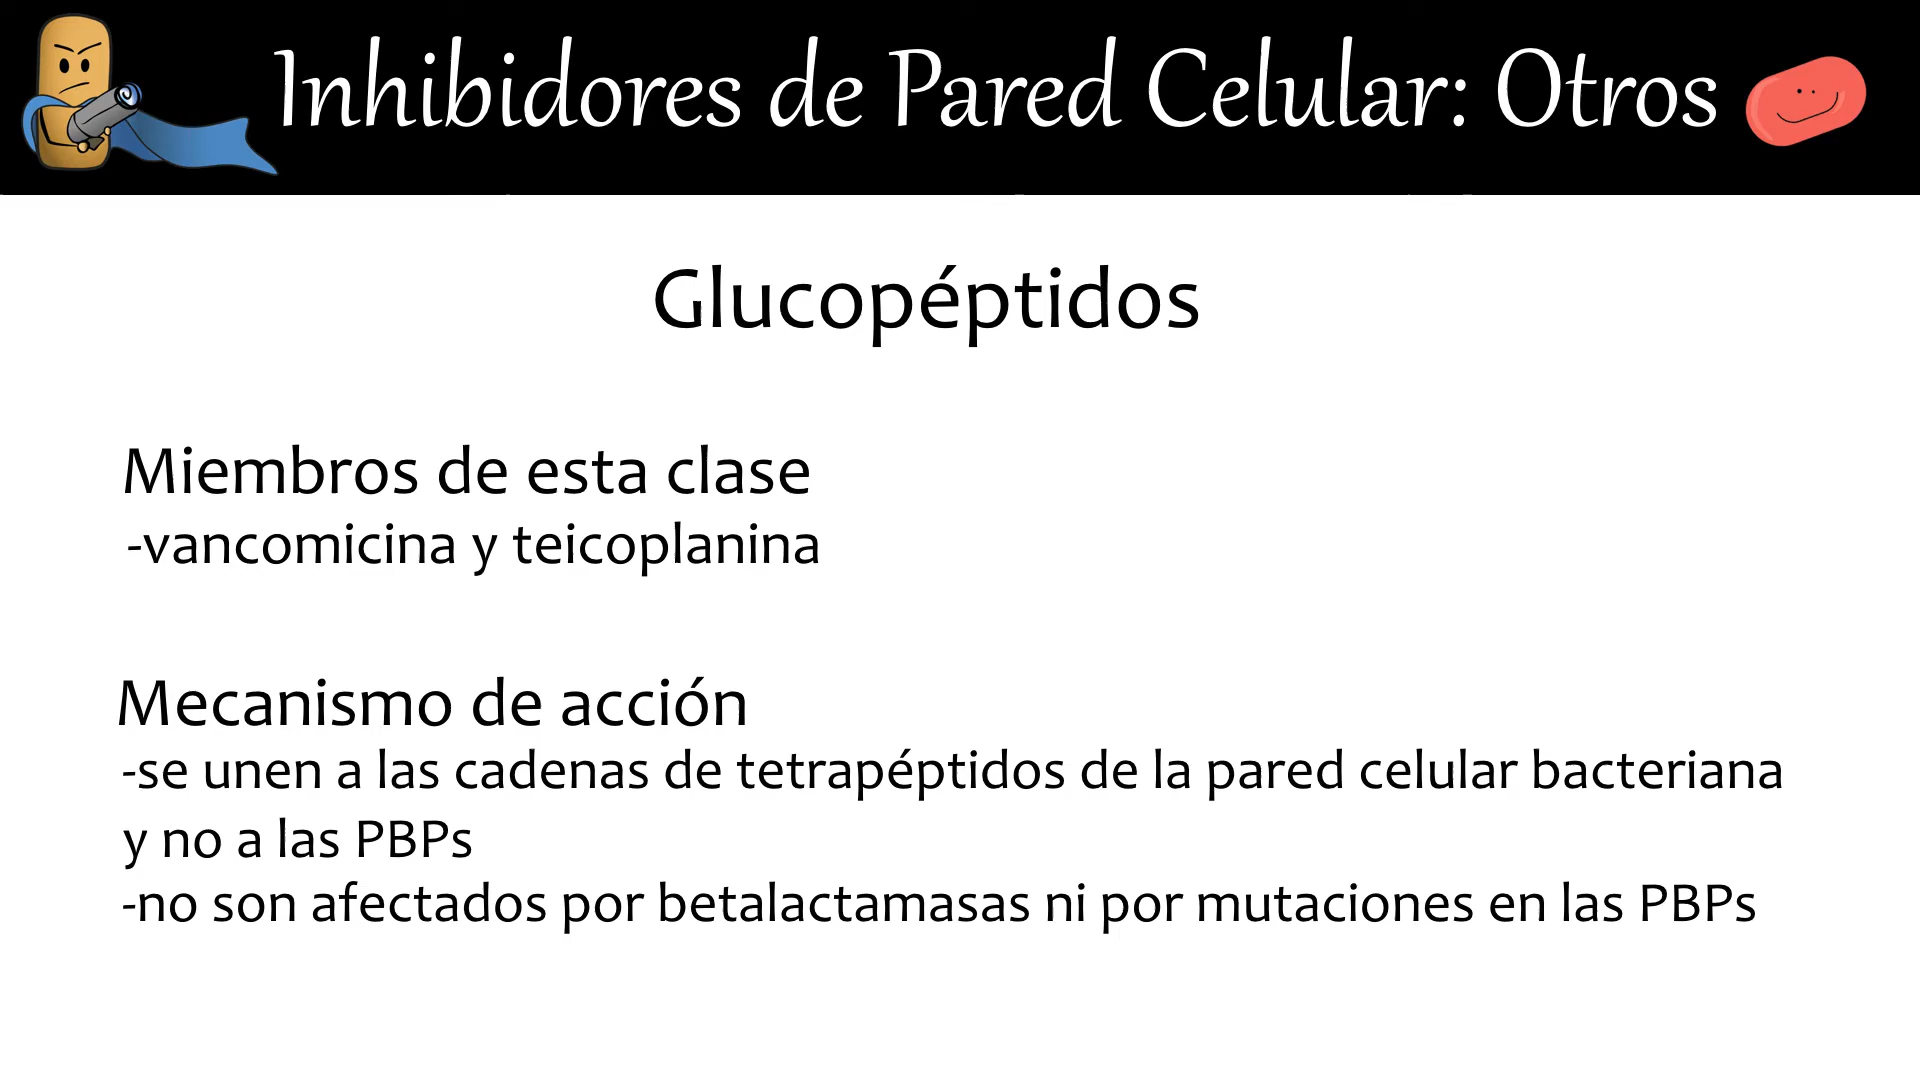 Inhibidores de Pared Celular: Otros
Glucopéptidos
Miembros de esta clase
-vancomicina y teicoplanina
Mecanismo de acción
-se unen a las cadenas de tetrapéptidos de la pared celular bacteriana
y no a las PBPs
-no son afectados por betalactamasas ni por mutaciones en las PBPs